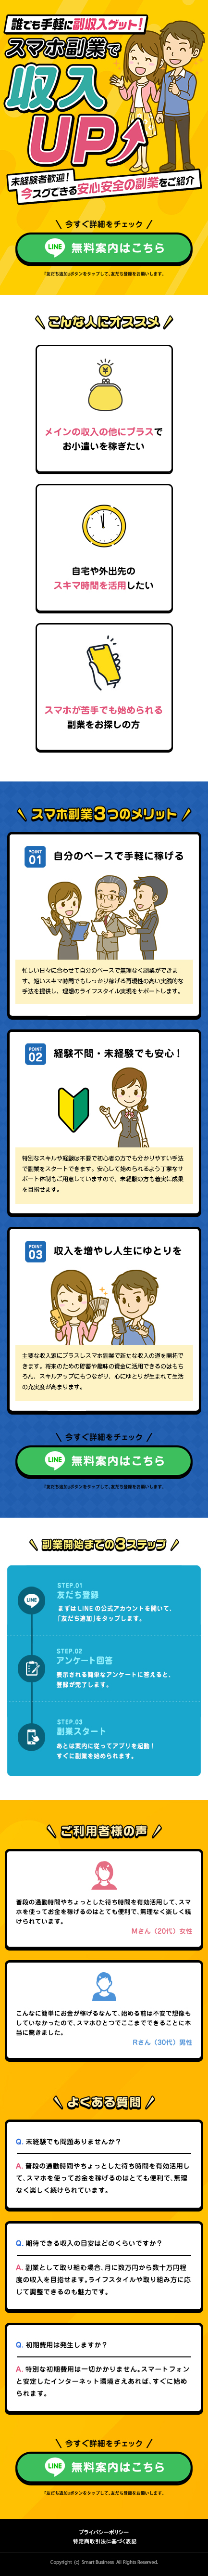 誰でも手軽に副収入ゲット!
スマホ副業で
収入
UP
未経験者歓迎!
今スグできる安心安全の副業をご紹介
今すぐ詳細をチェック
LINE 無料案内はこちら
「友だち追加」ボタンをタップして、友だち登録をお願いします。
こんな人にオススメ
¥
メインの収入の他にプラスで
お小遣いを稼ぎたい
自宅や外出先の
スキマ時間を活用したい
スマホが苦手でも始められる
副業をお探しの方
スマホ副業3つのメリット
POINT
01
自分のペースで手軽に稼げる
忙しい日々に合わせて自分のペースで無理なく副業ができま
す。短いスキマ時間でもしっかり稼げる再現性の高い実践的な
手法を提供し、理想のライフスタイル実現をサポートします。
POINT
02
経験不問・未経験でも安心!
特別なスキルや経験は不要で初心者の方でも分かりやすい手法
で副業をスタートできます。安心して始められるよう丁寧なサ
ポート体制もご用意していますので、未経験の方も着実に成果
を目指せます。
POINT
03
収入を増やし人生にゆとりを
主要な収入源にプラスしスマホ副業で新たな収入の道を開拓で
きます。将来のための貯蓄や趣味の資金に活用できるのはもち
ろん、スキルアップにもつながり、心にゆとりが生まれて生活
の充実度が高まります。
今すぐ詳細をチェック
LINE 無料案内はこちら
「友だち追加」ボタンをタップして、友だち登録をお願いします。
副業開始までの3ステップ
LINE
STEP.01
友だち登録
まずはLINEの公式アカウントを開いて、
「友だち追加」をタップします。
STEP.02
アンケート回答
表示される簡単なアンケートに答えると、
登録が完了します。
STEP.03
副業スタート
あとは案内に従ってアプリを起動!
すぐに副業を始められます。
ご利用者様の声
普段の通勤時間やちょっとした待ち時間を有効活用して、スマ
ホを使ってお金を稼げるのはとても便利で、無理なく楽しく続
けられています。
Mさん(20代)女性
こんなに簡単にお金が稼げるなんて、始める前は不安で想像も
していなかったので、スマホひとつでここまでできることに本
当に驚きました。
Rさん(30代)男性
よくある質問
Q. 未経験でも問題ありませんか?
A. 普段の通勤時間やちょっとした待ち時間を有効活用し
て、スマホを使ってお金を稼げるのはとても便利で、無理
なく楽しく続けられています。
Q. 期待できる収入の目安はどのくらいですか?
A. 副業として取り組む場合、月に数万円から数十万円程
度の収入を目指せます。ライフスタイルや取り組み方に応
じて調整できるのも魅力です。
Q. 初期費用は発生しますか?
A. 特別な初期費用は一切かかりません。スマートフォン
と安定したインターネット環境さえあれば、すぐに始め
られます。
今すぐ詳細をチェック
LINE 無料案内はこちら
「友だち追加」ボタンをタップして、友だち登録をお願いします。
プライバシーポリシー
特定商取引法に基づく表記
Copyright (c) Smart Business All Rights Reserved.